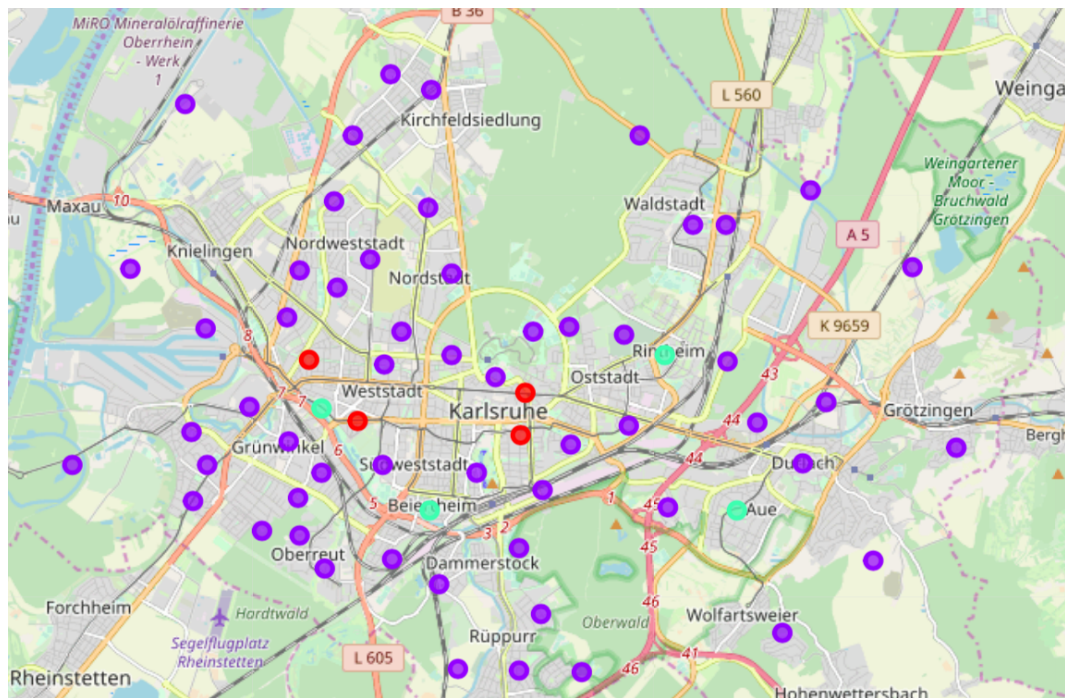 MiRO Mineralölraffinerie
Oberrhein
- Werk
1
B 36
Kirchfeldsiedlung
L 560
Weinga
Weingartener
Moor -
Bruchwald
Grötzingen
Maxau
10
au
Waldstadt
A 5
Knielingen
Nordweststadt
Nordstadt
K 9659
8
Rintheim
43
7
7
Weststadt
Oststadt
Karlsruhe
Grötzingen
44
Bergh
Grünwinkel
6
Südweststadt
44
Durlach
5
Beiertheim
1
45
Aue
2
3
45
Oberreut
Dammerstock
Forchheim
Hardtwald
46
Wolfartsweier
Oberwald
Rüppurr
Segelflugplatz
Rheinstetten
L 605
41
46
Rheinstetten
Hohenwettersbach